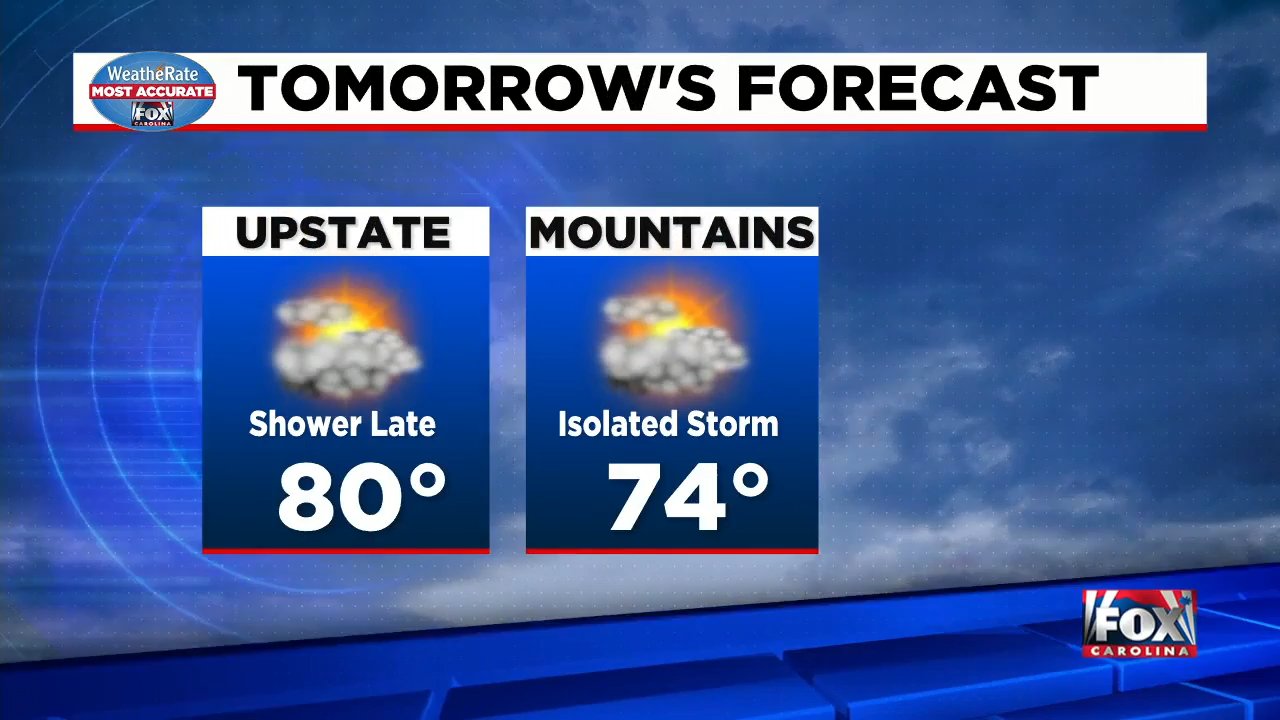 WeatheRate
MOST ACCURATE
FOX
CAROLINA
TOMORROW'S FORECAST
UPSTATE
Shower Late
80°
MOUNTAINS
Isolated Storm
74°
FOX
CAROLINA